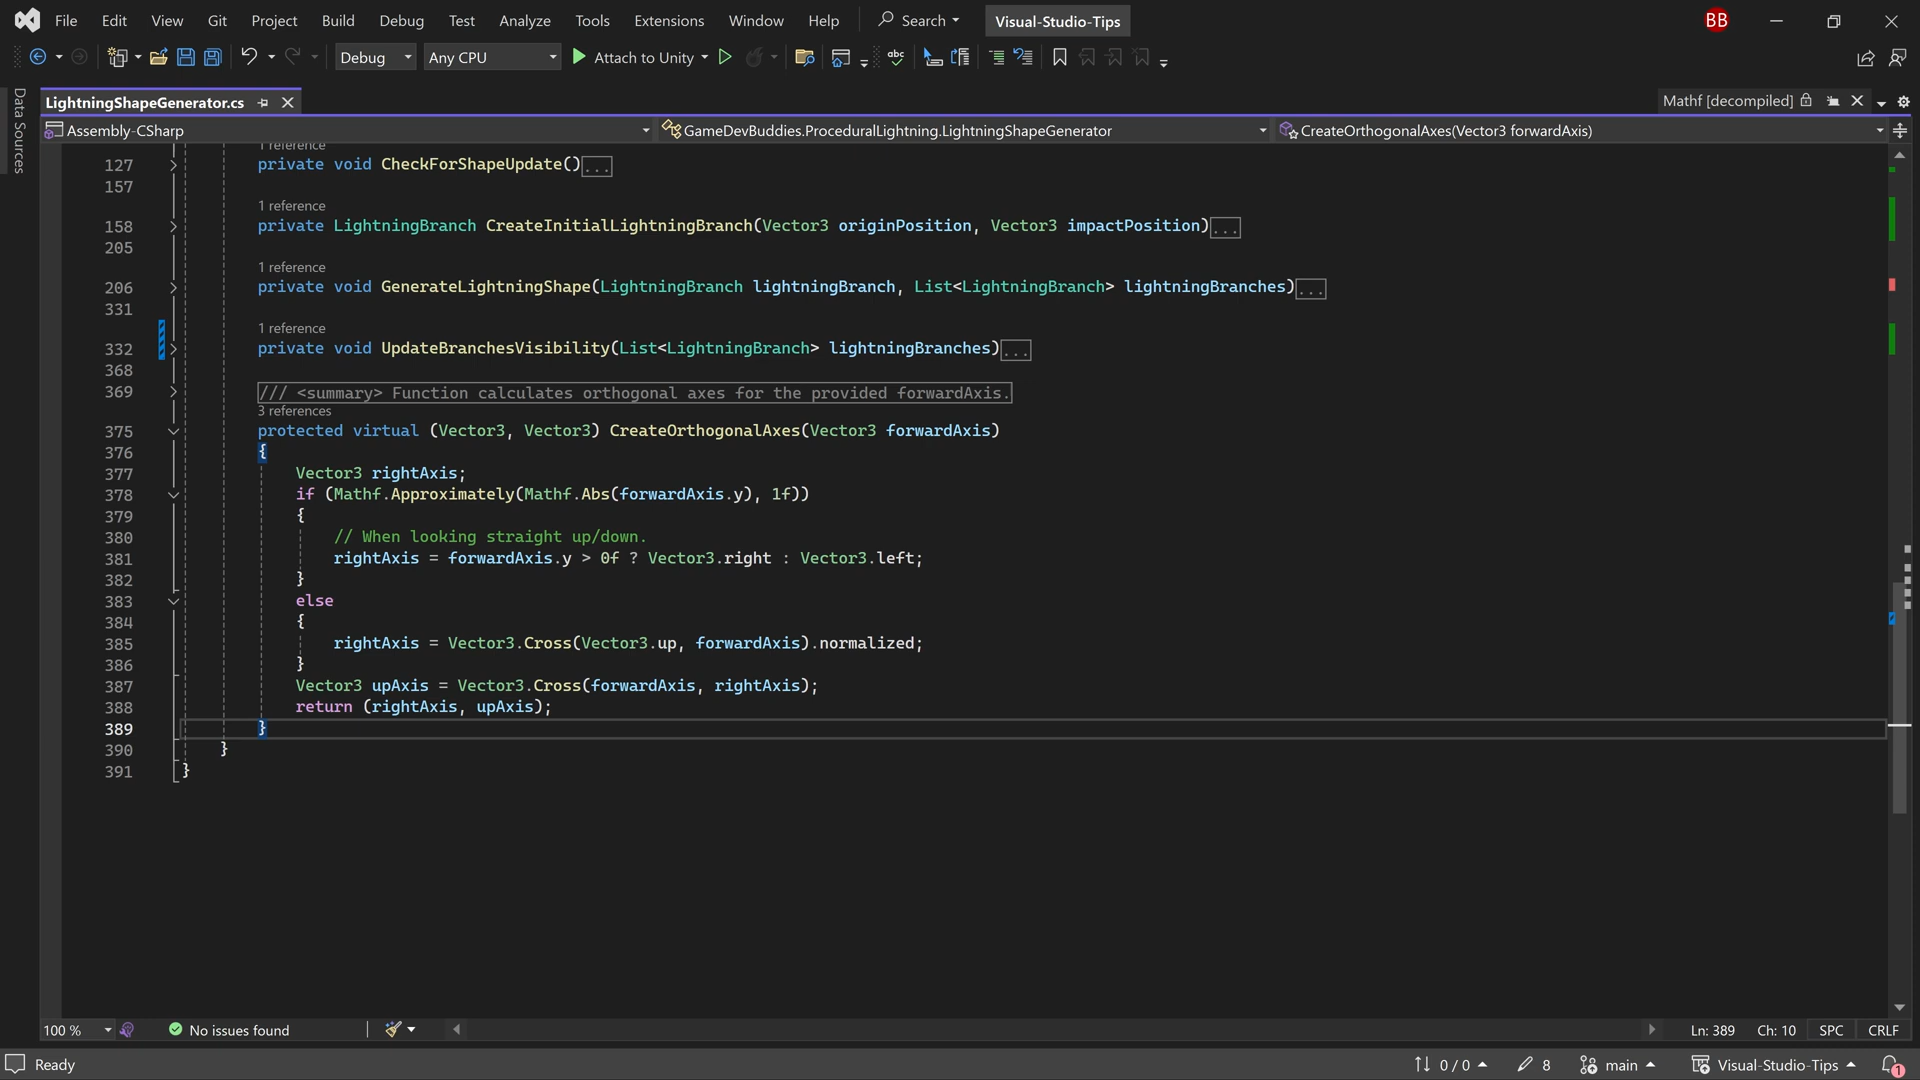 File Edit View Git Project Build Debug Test Analyze Tools Extensions Window Help Search Visual-Studio-Tips BB
Debug Any CPU Attach to Unity abc
Data Sources
LightningShapeGenerator.cs Mathf [decompiled]
Assembly-CSharp GameDevBuddies.ProceduralLightning.LightningShapeGenerator CreateOrthogonalAxes(Vector3 forwardAxis)
1 reference
127 private void CheckForShapeUpdate()...
157
1 reference
158 private LightningBranch CreateInitialLightningBranch(Vector3 originPosition, Vector3 impactPosition)...
205
1 reference
206 private void GenerateLightningShape(LightningBranch lightningBranch, List<LightningBranch> lightningBranches)...
331
1 reference
332 private void UpdateBranchesVisibility(List<LightningBranch> lightningBranches)...
368
369 /// <summary> Function calculates orthogonal axes for the provided forwardAxis.
3 references
375 protected virtual (Vector3, Vector3) CreateOrthogonalAxes(Vector3 forwardAxis)
376 {
377 Vector3 rightAxis;
378 if (Mathf.Approximately(Mathf.Abs(forwardAxis.y), 1f))
379 {
380 // When looking straight up/down.
381 rightAxis = forwardAxis.y > 0f ? Vector3.right : Vector3.left;
382 }
383 else
384 {
385 rightAxis = Vector3.Cross(Vector3.up, forwardAxis).normalized;
386 }
387 Vector3 upAxis = Vector3.Cross(forwardAxis, rightAxis);
388 return (rightAxis, upAxis);
389 }
390 }
391 }
100 % No issues found Ln: 389 Ch: 10 SPC CRLF
Ready 0 / 0 8 main Visual-Studio-Tips 1